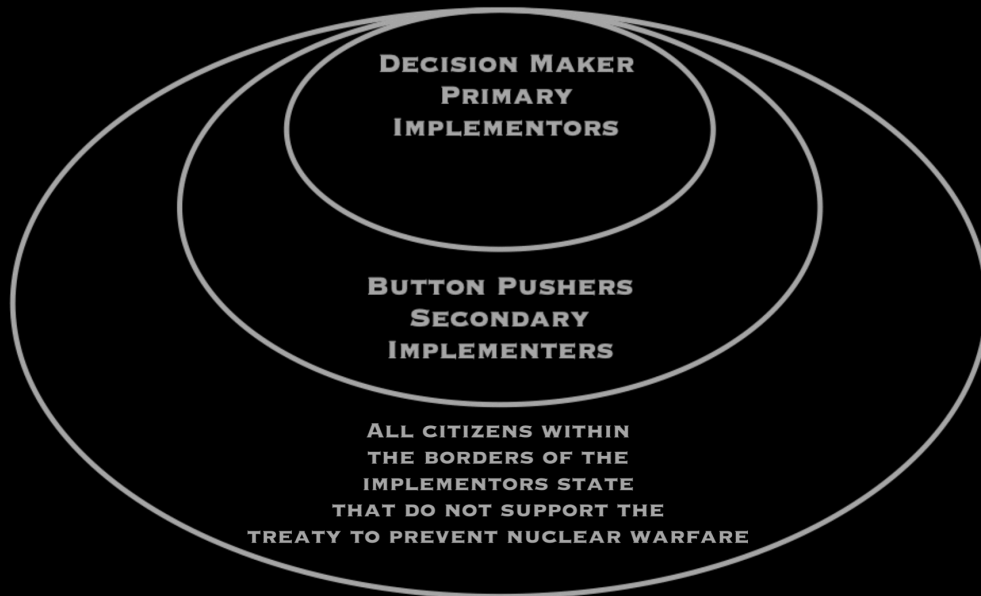 Decision Maker
Primary
Implementors
Button Pushers
Secondary
Implementers
All citizens within
the borders of the
implementors state
that do not support the
treaty to prevent nuclear warfare